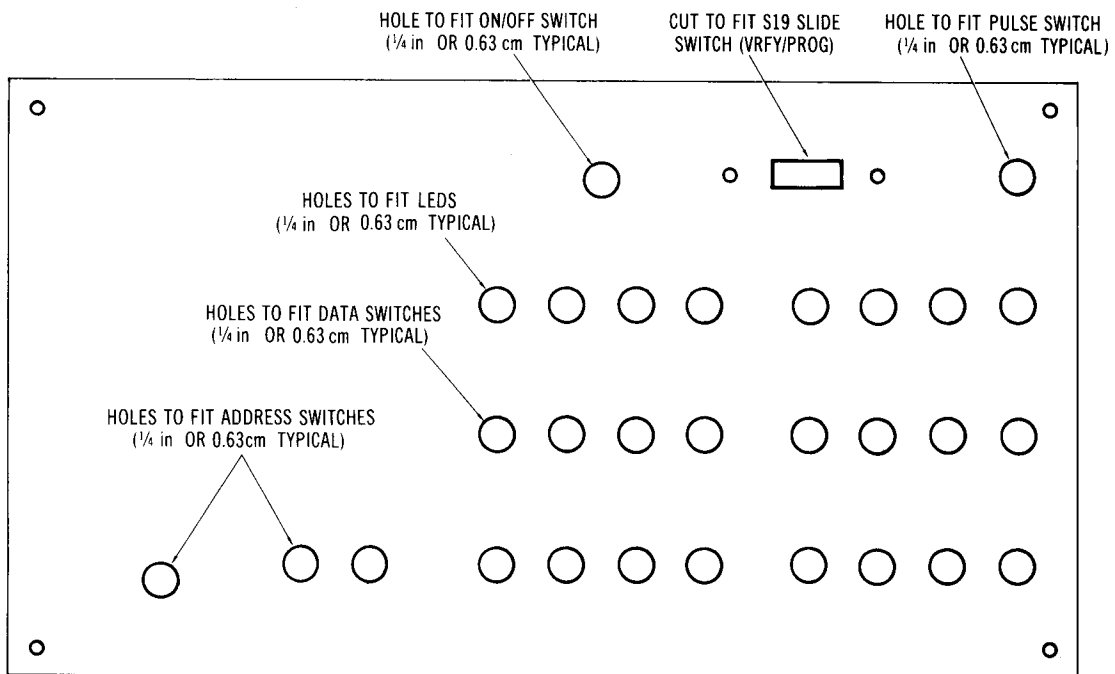 HOLE TO FIT ON/OFF SWITCH
(¼ in OR 0.63 cm TYPICAL)
CUT TO FIT S19 SLIDE
SWITCH (VRFY/PROG)
HOLE TO FIT PULSE SWITCH
(¼ in OR 0.63 cm TYPICAL)
HOLES TO FIT LEDS
(¼ in OR 0.63 cm TYPICAL)
HOLES TO FIT DATA SWITCHES
(¼ in OR 0.63 cm TYPICAL)
HOLES TO FIT ADDRESS SWITCHES
(¼ in OR 0.63cm TYPICAL)